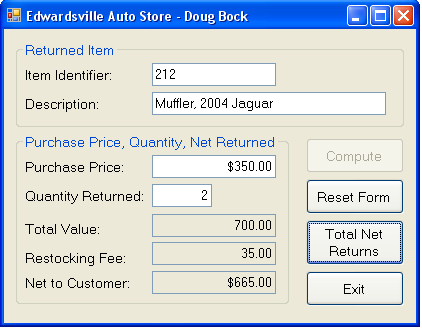 Edwardsville Auto Store - Doug Bock
Returned Item
Item Identifier: 212
Description: Muffler, 2004 Jaguar
Purchase Price, Quantity, Net Returned
Purchase Price: $350.00
Quantity Returned: 2
Total Value: 700.00
Restocking Fee: 35.00
Net to Customer: $665.00
Compute
Reset Form
Total Net
Returns
Exit